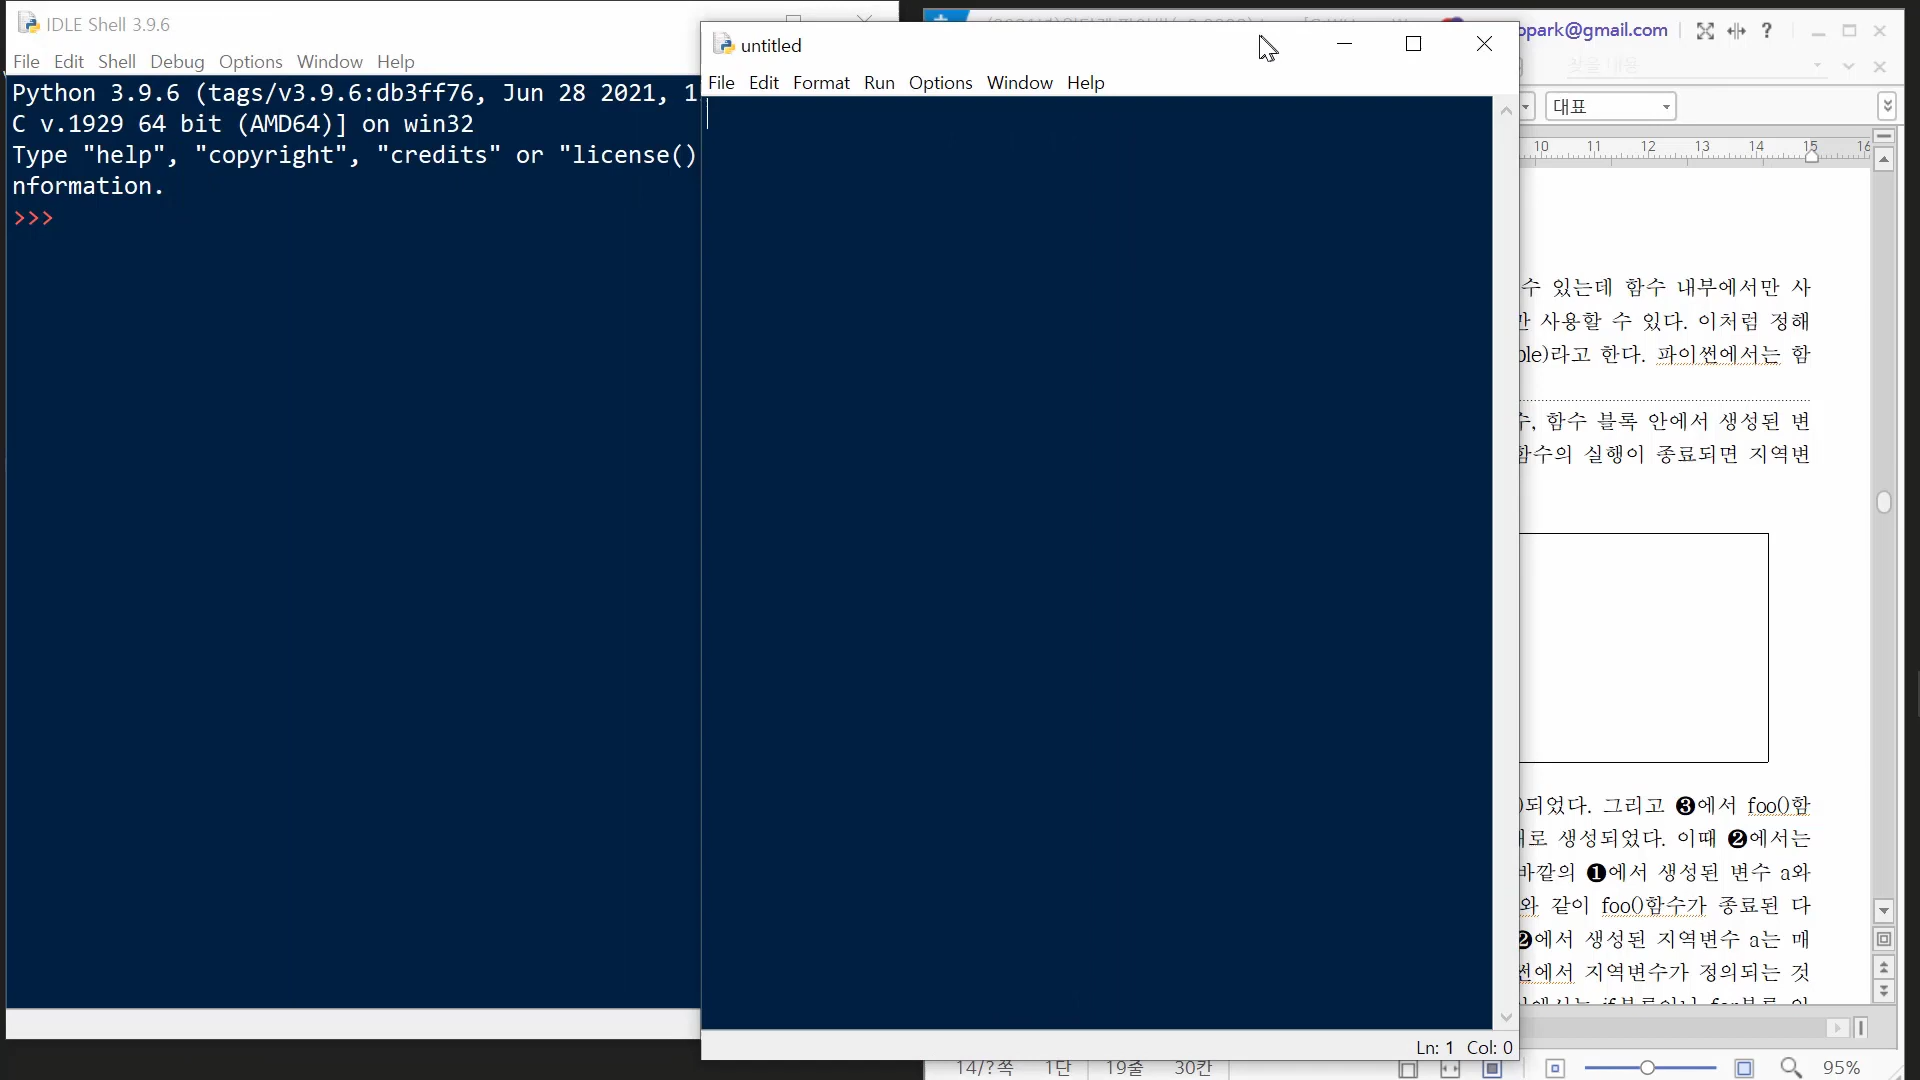 IDLE Shell 3.9.6
File Edit Shell Debug Options Window Help
Python 3.9.6 (tags/v3.9.6:db3ff76, Jun 28 2021, 1
C v.1929 64 bit (AMD64)] on win32
Type "help", "copyright", "credits" or "license()
nformation.
>>>
untitled
File Edit Format Run Options Window Help
Ln: 1 Col: 0
opark@gmail.com
찾을 내용
대표
10 11 12 13 14 15 16
수 있는데 함수 내부에서만 사
만 사용할 수 있다. 이처럼 정해
ble)라고 한다. 파이썬에서는 함
수, 함수 블록 안에서 생성된 변
함수의 실행이 종료되면 지역변
)되었다. 그리고 ❸에서 foo()함
대로 생성되었다. 이때 ❷에서는
바깥의 ❶에서 생성된 변수 a와
와 같이 foo()함수가 종료된 다
❷에서 생성된 지역변수 a는 매
썬에서 지역변수가 정의되는 것
14/?쪽 1단 19줄 30칸
95%